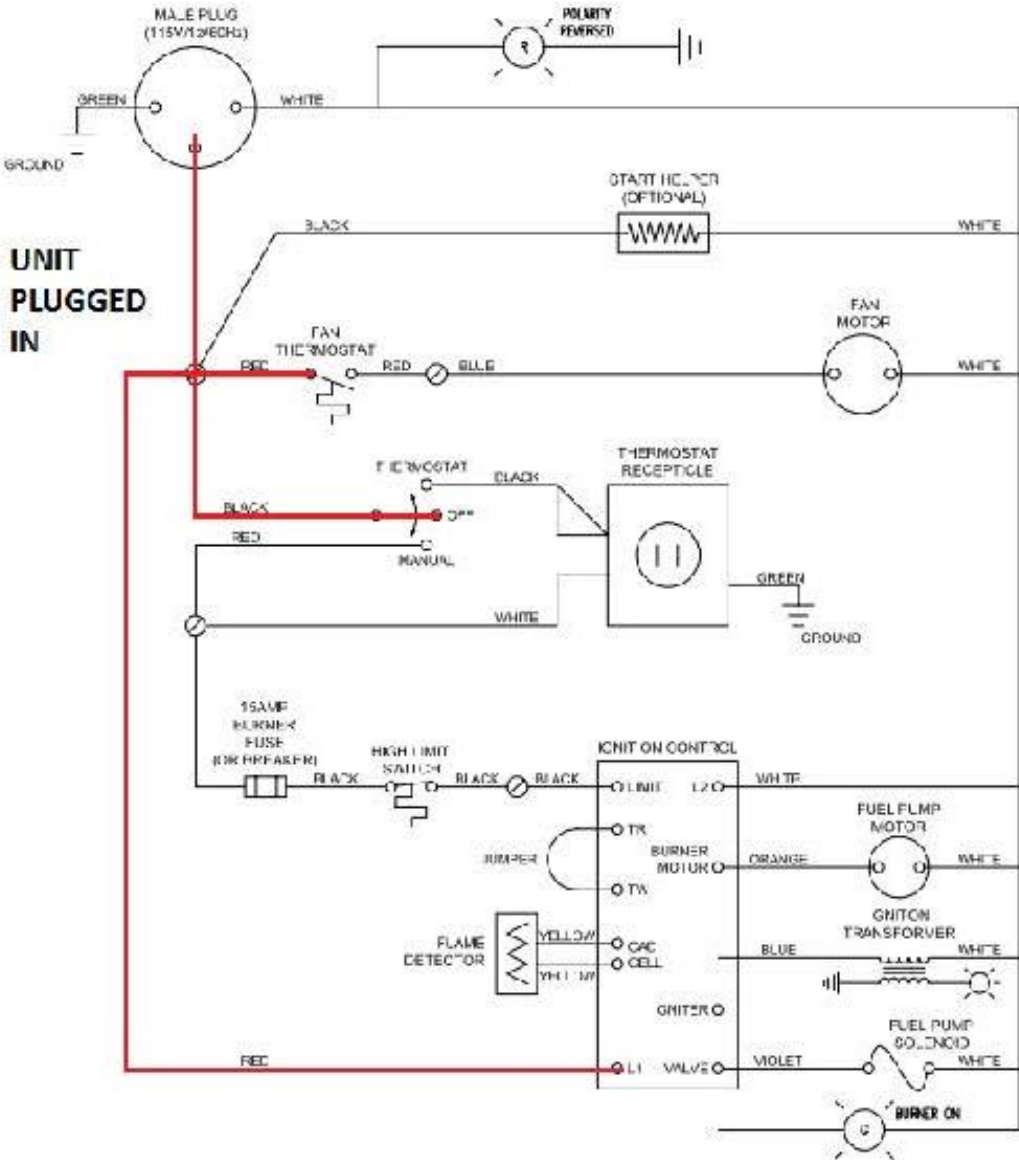 MALE PLUG
(115V/1ø/60Hz)
POLARITY
REVERSED
R
GREEN
WHITE
GROUND
START HELPER
(OPTIONAL)
BLACK
WHITE
UNIT
PLUGGED
IN
FAN
THERMOSTAT
FAN
MOTOR
RED
RED
BLUE
WHITE
THERMOSTAT
BLACK
THERMOSTAT
RECEPTICLE
BLACK
OFF
RED
MANUAL
GREEN
WHITE
GROUND
15AMP
BURNER
FUSE
(OR BREAKER)
HIGH LIMIT
SWITCH
IGNITION CONTROL
BLACK
BLACK
BLACK
LIMIT
L2
WHITE
FUEL PUMP
MOTOR
TR
JUMPER
BURNER
MOTOR
ORANGE
WHITE
TW
IGNITON
TRANSFORMER
FLAME
DETECTOR
YELLOW
YELLOW
CAD
CELL
BLUE
WHITE
IGNITER
FUEL PUMP
SOLENOID
RED
L1
VALVE
VIOLET
WHITE
G
BURNER ON